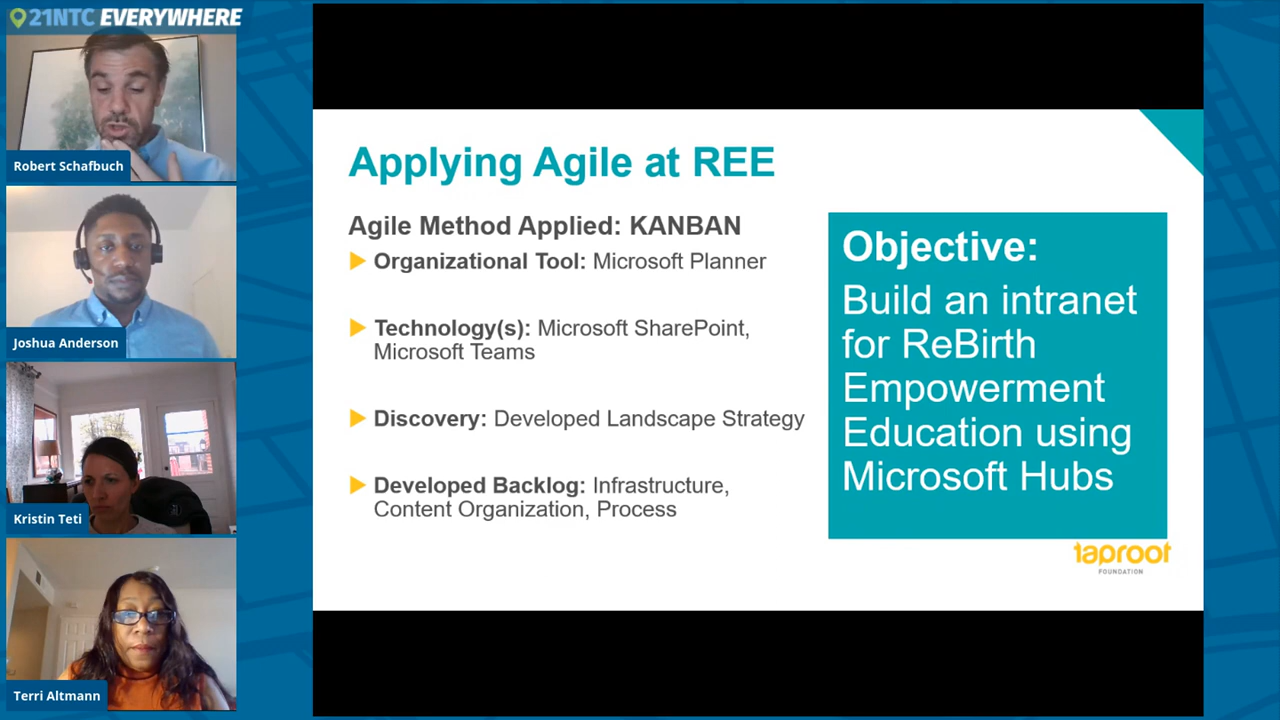 21NTC EVERYWHERE
Robert Schafbuch
Joshua Anderson
Kristin Teti
Terri Altmann
Applying Agile at REE
Agile Method Applied: KANBAN
Organizational Tool: Microsoft Planner
Technology(s): Microsoft SharePoint,
Microsoft Teams
Discovery: Developed Landscape Strategy
Developed Backlog: Infrastructure,
Content Organization, Process
Objective:
Build an intranet
for ReBirth
Empowerment
Education using
Microsoft Hubs
taproot
FOUNDATION